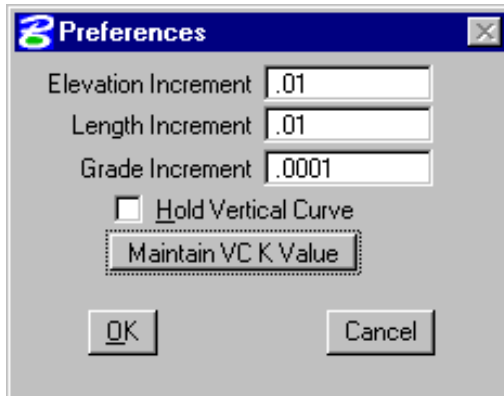 Preferences
Elevation Increment .01
Length Increment .01
Grade Increment .0001
Hold Vertical Curve
Maintain VC K Value
OK Cancel